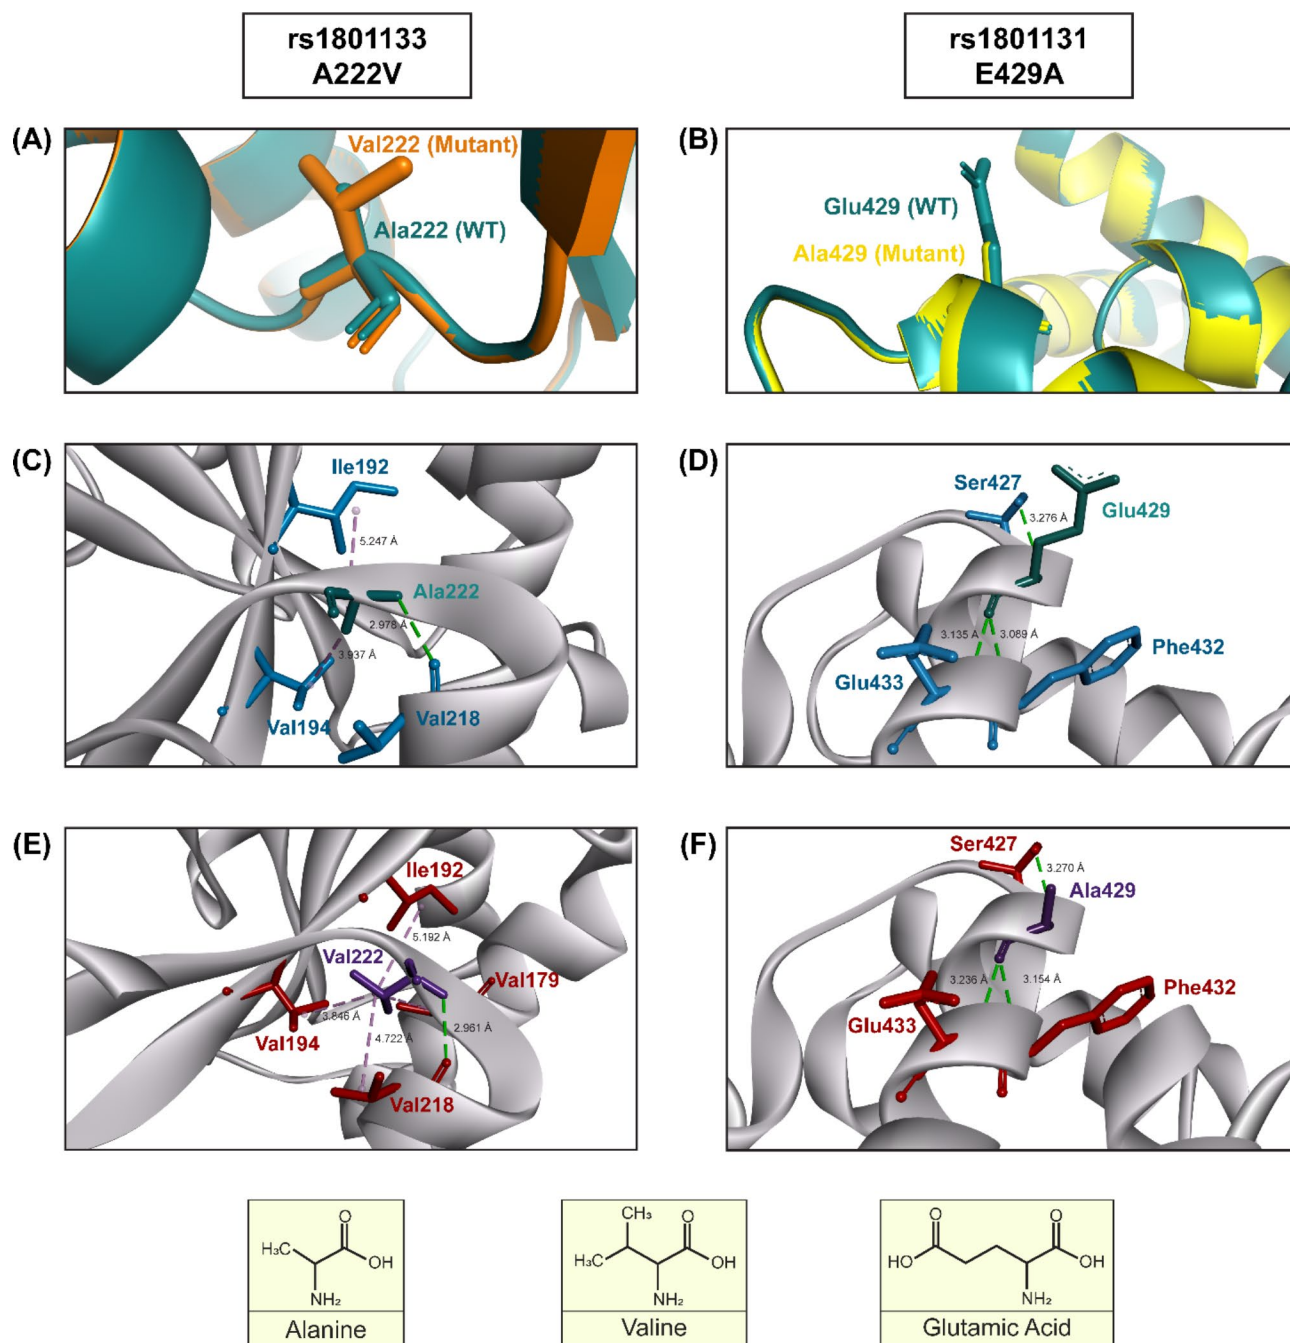 rs1801133
A222V
rs1801131
E429A
(A)
Val222 (Mutant)
Ala222 (WT)
(B)
Glu429 (WT)
Ala429 (Mutant)
(C)
Ile192
5.247 Å
Ala222
2.978 Å
3.937 Å
Val194
Val218
(D)
Ser427
3.276 Å
Glu429
3.135 Å
3.089 Å
Phe432
Glu433
(E)
Ile192
5.192 Å
Val222
Val179
3.846 Å
2.961 Å
Val194
4.722 Å
Val218
(F)
Ser427
3.270 Å
Ala429
3.236 Å
3.154 Å
Phe432
Glu433
O
H₃C
OH
NH₂
Alanine
CH₃
O
H₃C
OH
NH₂
Valine
O
O
HO
OH
NH₂
Glutamic Acid